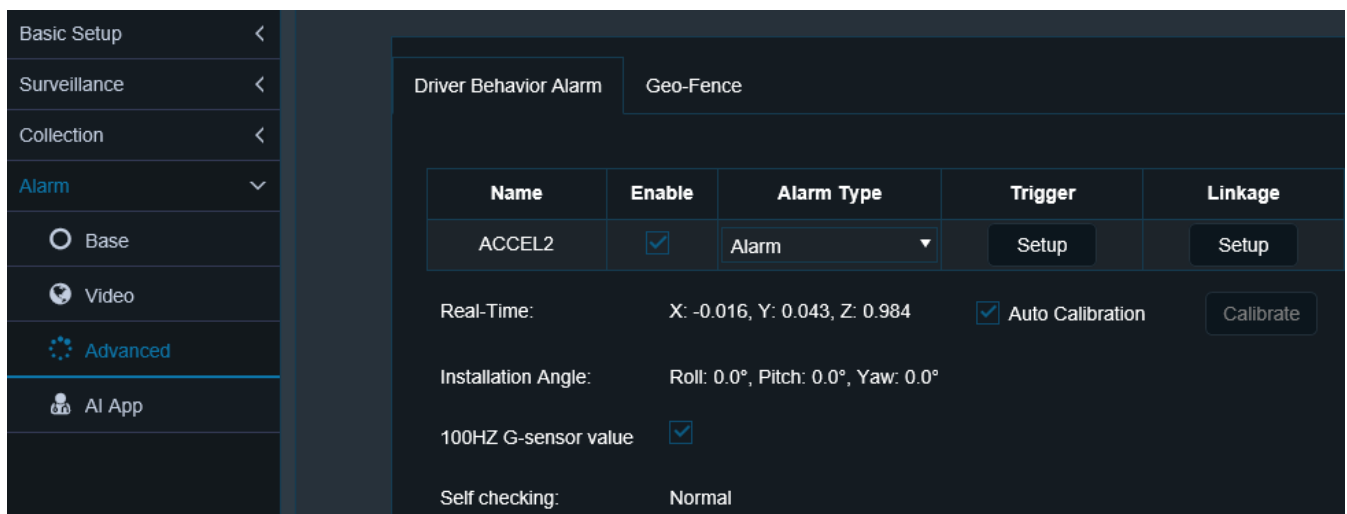 Basic Setup
Surveillance
Collection
Alarm
Base
Video
Advanced
AI App
Driver Behavior Alarm Geo-Fence
Name Enable Alarm Type Trigger Linkage
ACCEL2 Alarm Setup Setup
Real-Time: X: -0.016, Y: 0.043, Z: 0.984 Auto Calibration Calibrate
Installation Angle: Roll: 0.0°, Pitch: 0.0°, Yaw: 0.0°
100HZ G-sensor value
Self checking: Normal